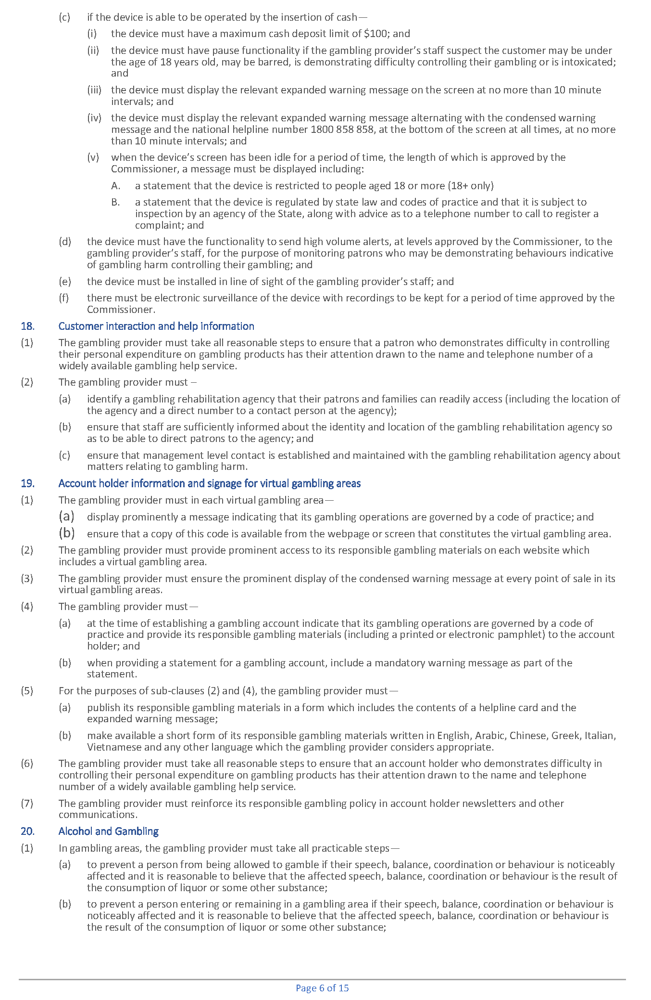 (c) if the device is able to be operated by the insertion of cash—
(i) the device must have a maximum cash deposit limit of $100; and
(ii) the device must have pause functionality if the gambling provider's staff suspect the customer may be under
the age of 18 years old, may be barred, is demonstrating difficulty controlling their gambling or is intoxicated;
and
(iii) the device must display the relevant expanded warning message on the screen at no more than 10 minute
intervals; and
(iv) the device must display the relevant expanded warning message alternating with the condensed warning
message and the national helpline number 1800 858 858, at the bottom of the screen at all times, at no more
than 10 minute intervals; and
(v) when the device's screen has been idle for a period of time, the length of which is approved by the
Commissioner, a message must be displayed including:
A. a statement that the device is restricted to people aged 18 or more (18+ only)
B. a statement that the device is regulated by state law and codes of practice and that it is subject to
inspection by an agency of the State, along with advice as to a telephone number to call to register a
complaint; and
(d) the device must have the functionality to send high volume alerts, at levels approved by the Commissioner, to the
gambling provider's staff, for the purpose of monitoring patrons who may be demonstrating behaviours indicative
of gambling harm controlling their gambling; and
(e) the device must be installed in line of sight of the gambling provider's staff; and
(f) there must be electronic surveillance of the device with recordings to be kept for a period of time approved by the
Commissioner.
18. Customer interaction and help information
(1) The gambling provider must take all reasonable steps to ensure that a patron who demonstrates difficulty in controlling
their personal expenditure on gambling products has their attention drawn to the name and telephone number of a
widely available gambling help service.
(2) The gambling provider must –
(a) identify a gambling rehabilitation agency that their patrons and families can readily access (including the location of
the agency and a direct number to a contact person at the agency);
(b) ensure that staff are sufficiently informed about the identity and location of the gambling rehabilitation agency so
as to be able to direct patrons to the agency; and
(c) ensure that management level contact is established and maintained with the gambling rehabilitation agency about
matters relating to gambling harm.
19. Account holder information and signage for virtual gambling areas
(1) The gambling provider must in each virtual gambling area—
(a) display prominently a message indicating that its gambling operations are governed by a code of practice; and
(b) ensure that a copy of this code is available from the webpage or screen that constitutes the virtual gambling area.
(2) The gambling provider must provide prominent access to its responsible gambling materials on each website which
includes a virtual gambling area.
(3) The gambling provider must ensure the prominent display of the condensed warning message at every point of sale in its
virtual gambling areas.
(4) The gambling provider must—
(a) at the time of establishing a gambling account indicate that its gambling operations are governed by a code of
practice and provide its responsible gambling materials (including a printed or electronic pamphlet) to the account
holder; and
(b) when providing a statement for a gambling account, include a mandatory warning message as part of the
statement.
(5) For the purposes of sub-clauses (2) and (4), the gambling provider must—
(a) publish its responsible gambling materials in a form which includes the contents of a helpline card and the
expanded warning message;
(b) make available a short form of its responsible gambling materials written in English, Arabic, Chinese, Greek, Italian,
Vietnamese and any other language which the gambling provider considers appropriate.
(6) The gambling provider must take all reasonable steps to ensure that an account holder who demonstrates difficulty in
controlling their personal expenditure on gambling products has their attention drawn to the name and telephone
number of a widely available gambling help service.
(7) The gambling provider must reinforce its responsible gambling policy in account holder newsletters and other
communications.
20. Alcohol and Gambling
(1) In gambling areas, the gambling provider must take all practicable steps—
(a) to prevent a person from being allowed to gamble if their speech, balance, coordination or behaviour is noticeably
affected and it is reasonable to believe that the affected speech, balance, coordination or behaviour is the result of
the consumption of liquor or some other substance;
(b) to prevent a person entering or remaining in a gambling area if their speech, balance, coordination or behaviour is
noticeably affected and it is reasonable to believe that the affected speech, balance, coordination or behaviour is
the result of the consumption of liquor or some other substance;
Page 6 of 15